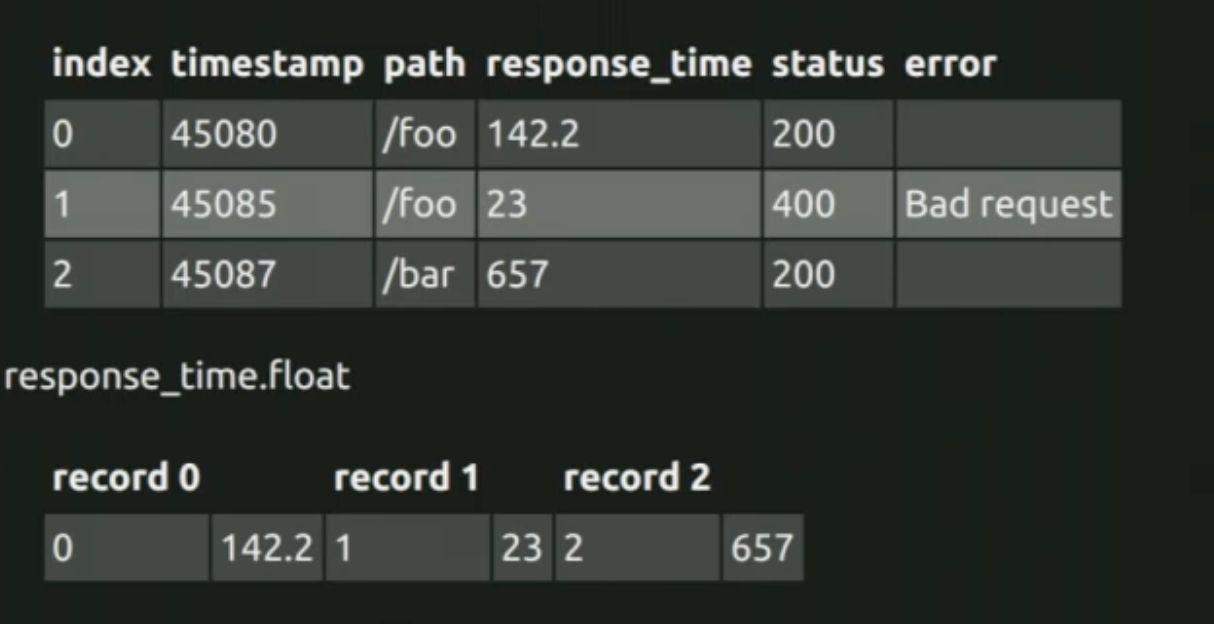 index timestamp path response_time status error
0 45080 /foo 142.2 200
1 45085 /foo 23 400 Bad request
2 45087 /bar 657 200
response_time.float
record 0 record 1 record 2
0 142.2 1 23 2 657